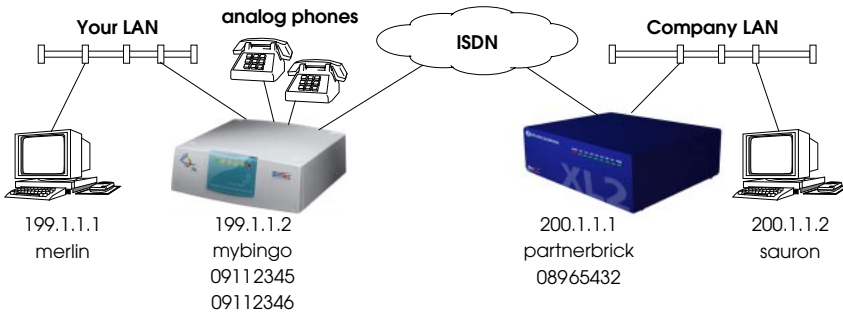 Your LAN
analog phones
ISDN
Company LAN
XL2
199.1.1.1
merlin
199.1.1.2
mybingo
09112345
09112346
200.1.1.1
partnerbrick
08965432
200.1.1.2
sauron